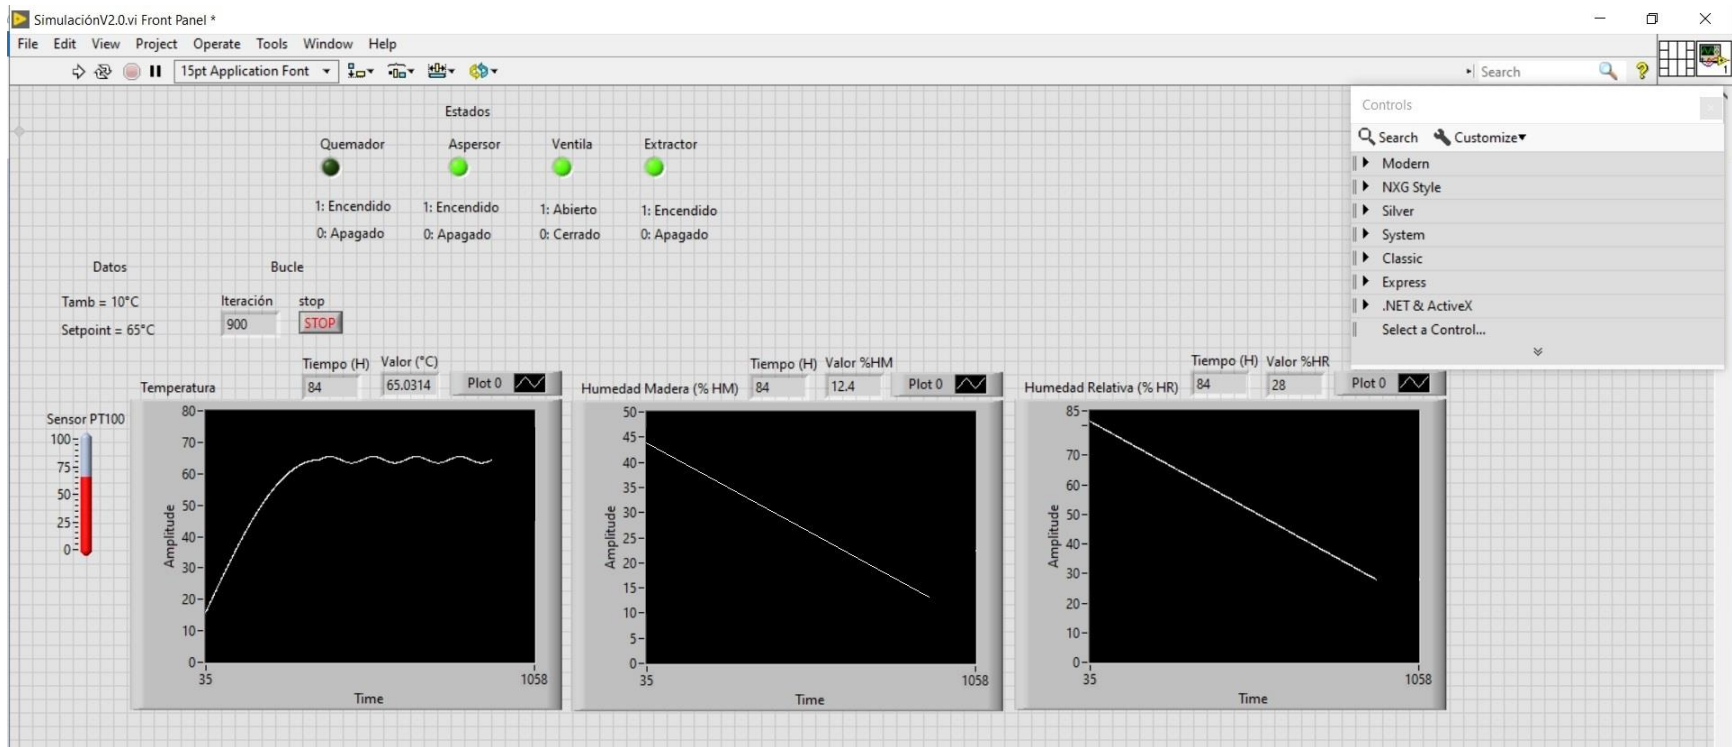 SimulaciónV2.0.vi Front Panel *
File Edit View Project Operate Tools Window Help
15pt Application Font
Search
1
Controls
Search Customize
Modern
NXG Style
Silver
System
Classic
Express
.NET & ActiveX
Select a Control...
Estados
Quemador Aspersor Ventila Extractor
1: Encendido 1: Encendido 1: Abierto 1: Encendido
0: Apagado 0: Apagado 0: Cerrado 0: Apagado
Datos Bucle
Tamb = 10°C
Setpoint = 65°C
Iteración stop
900 STOP
Sensor PT100
100
75
50
25
0
Tiempo (H) Valor (°C)
Temperatura 84 65.0314 Plot 0
80
70
60
50
40
30
20
10
0
Amplitude
35 1058
Time
Tiempo (H) Valor %HM
Humedad Madera (% HM) 84 12.4 Plot 0
50
45
40
35
30
25
20
15
10
5
0
Amplitude
35 1058
Time
Tiempo (H) Valor %HR
Humedad Relativa (% HR) 84 28 Plot 0
85
70
60
50
40
30
20
10
0
Amplitude
35 1058
Time